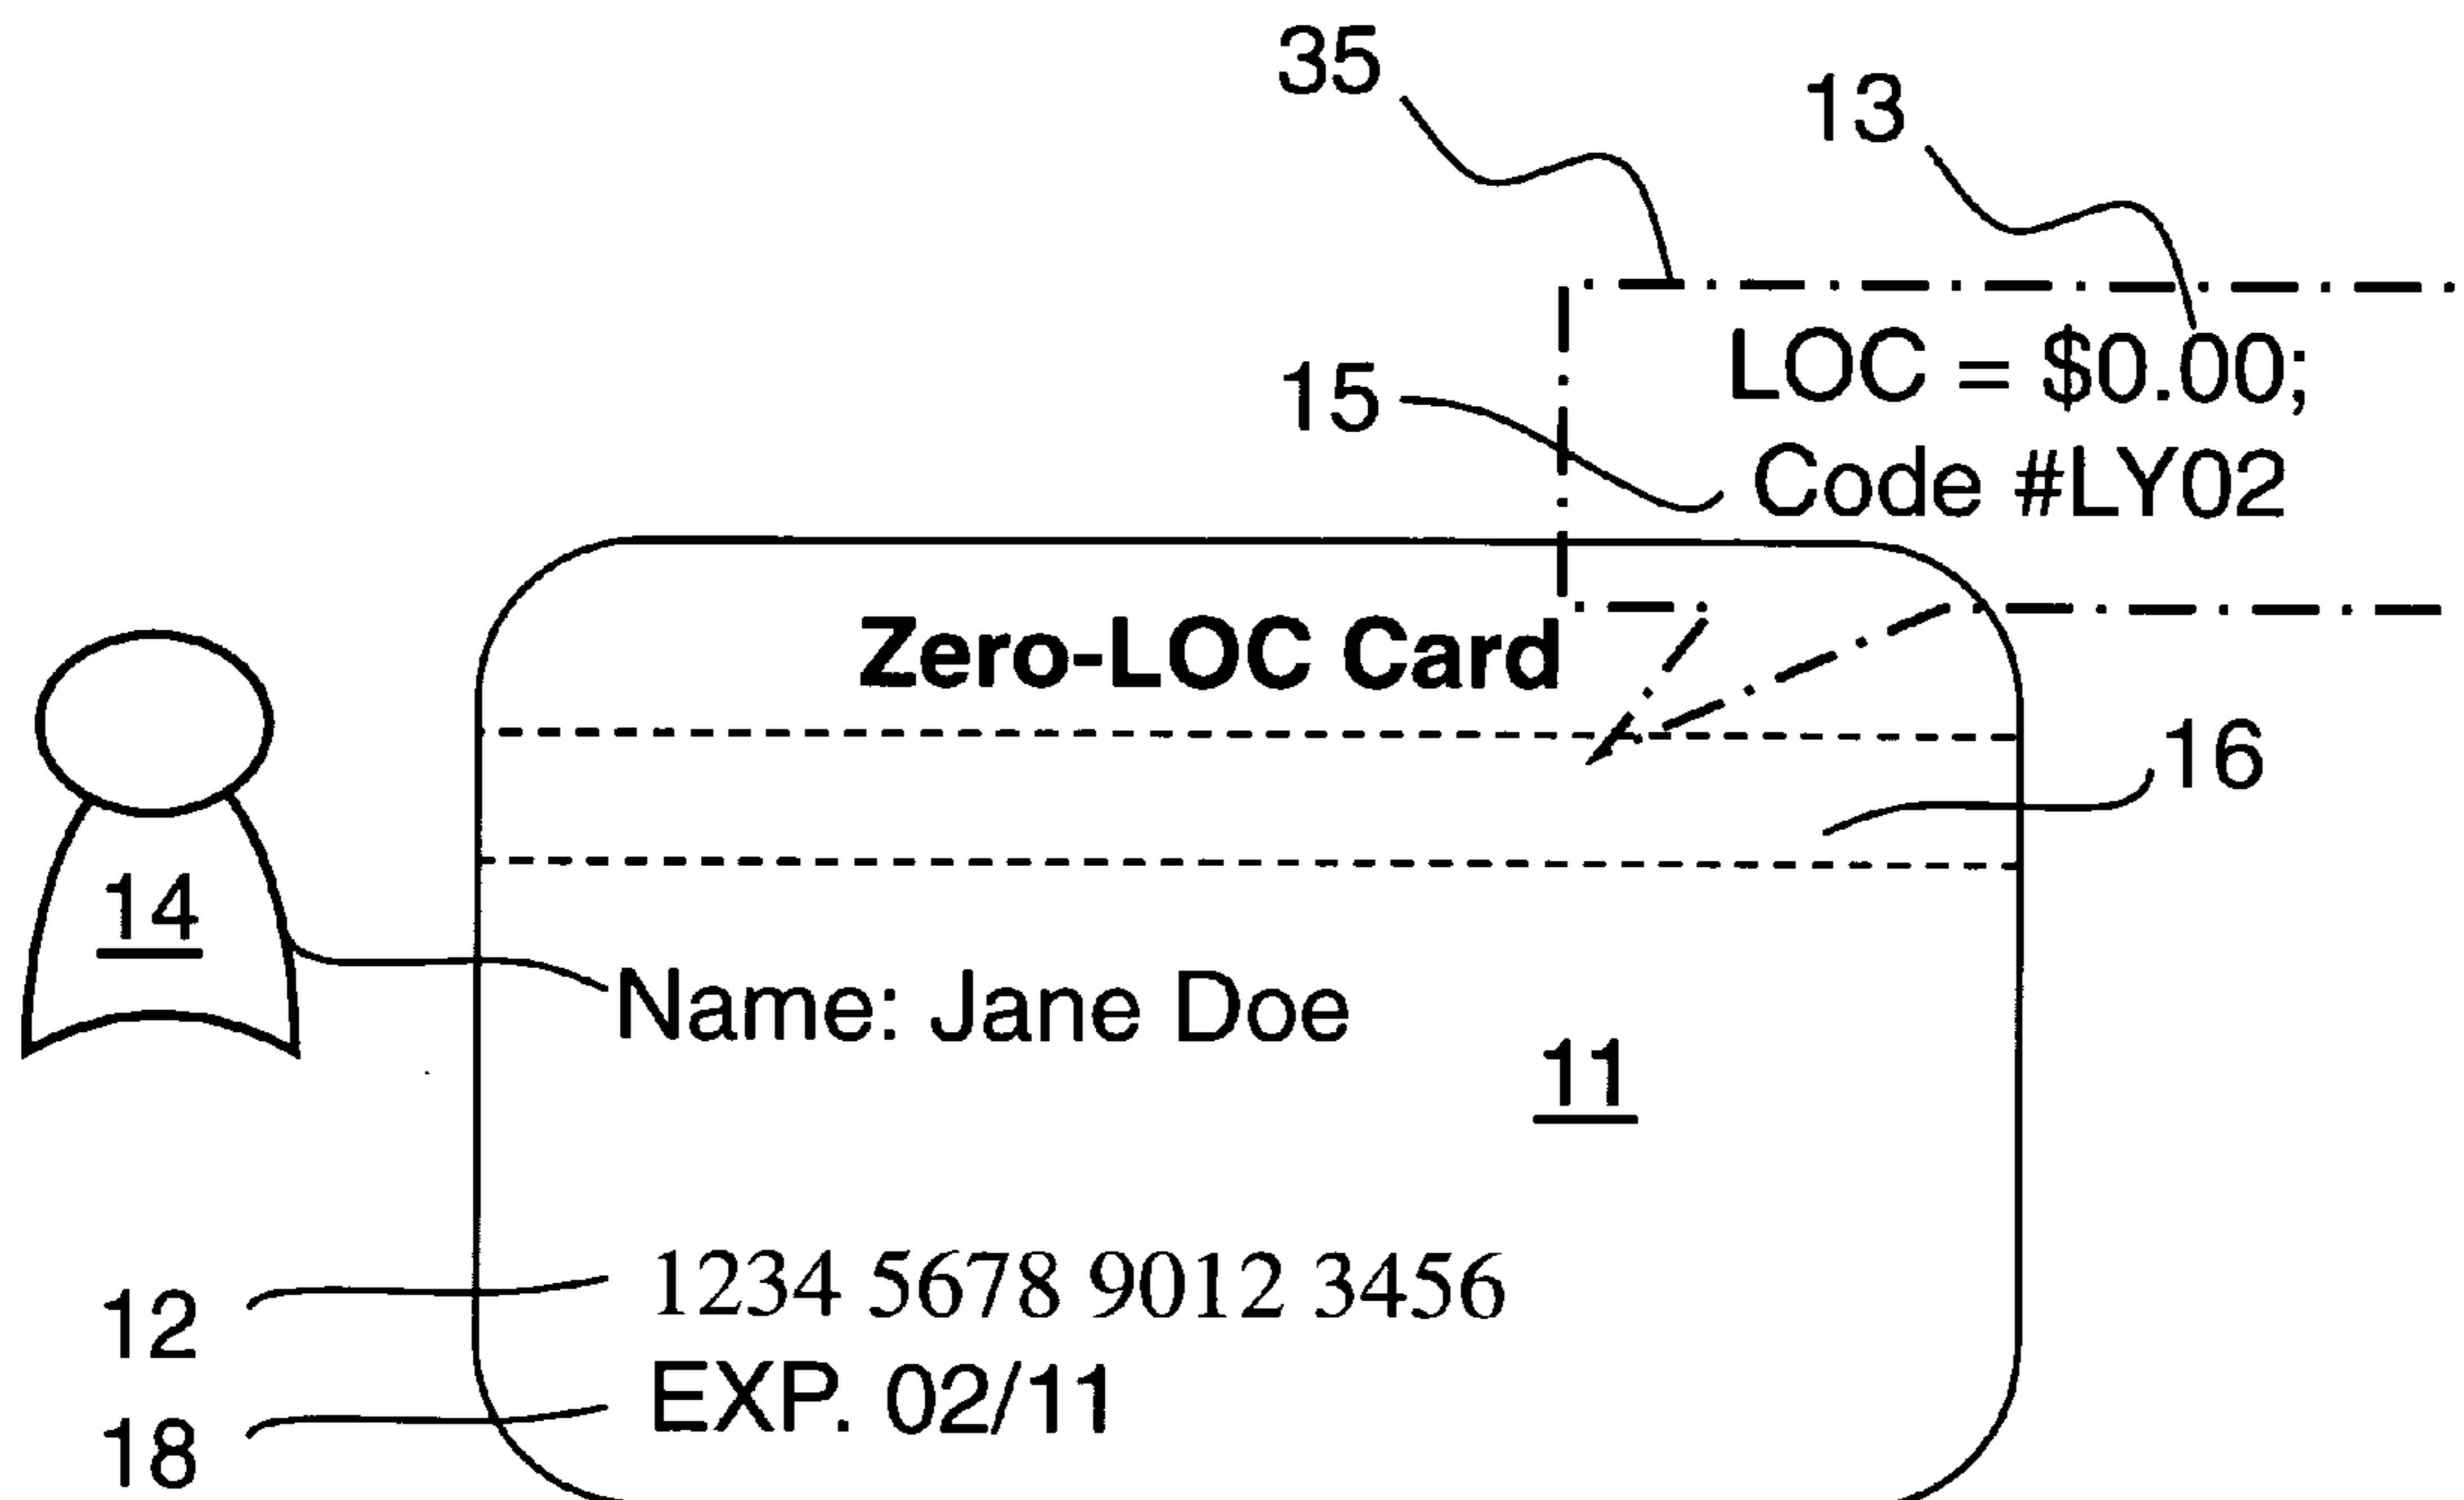 35
13
LOC = $0.00;
15
Code #LY02
Zero-LOC Card
16
14
Name: Jane Doe
11
1234 5678 9012 3456
12
EXP. 02/11
18